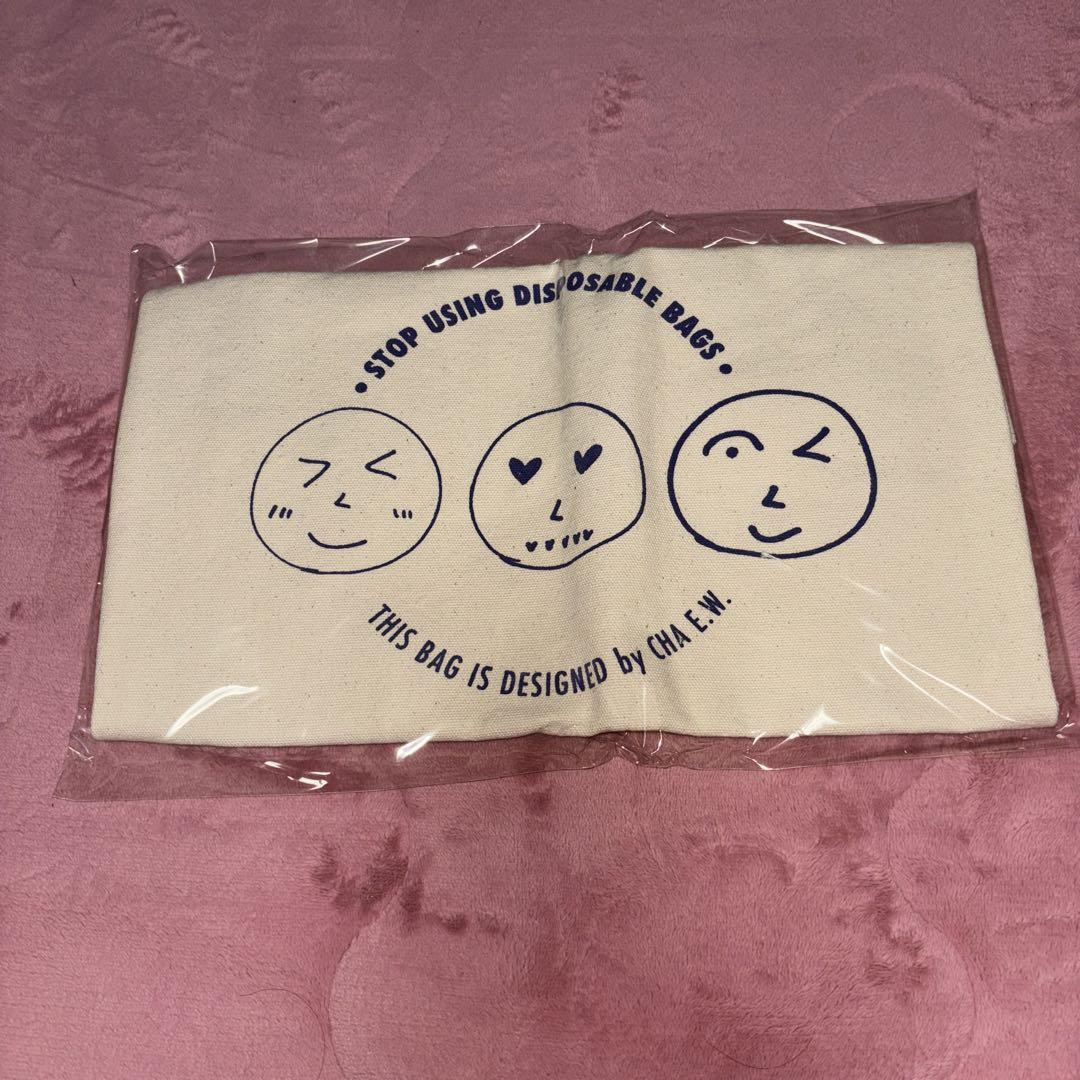 • STOP USING DISPOSABLE BAGS •
THIS BAG IS DESIGNED by CHA E.W.